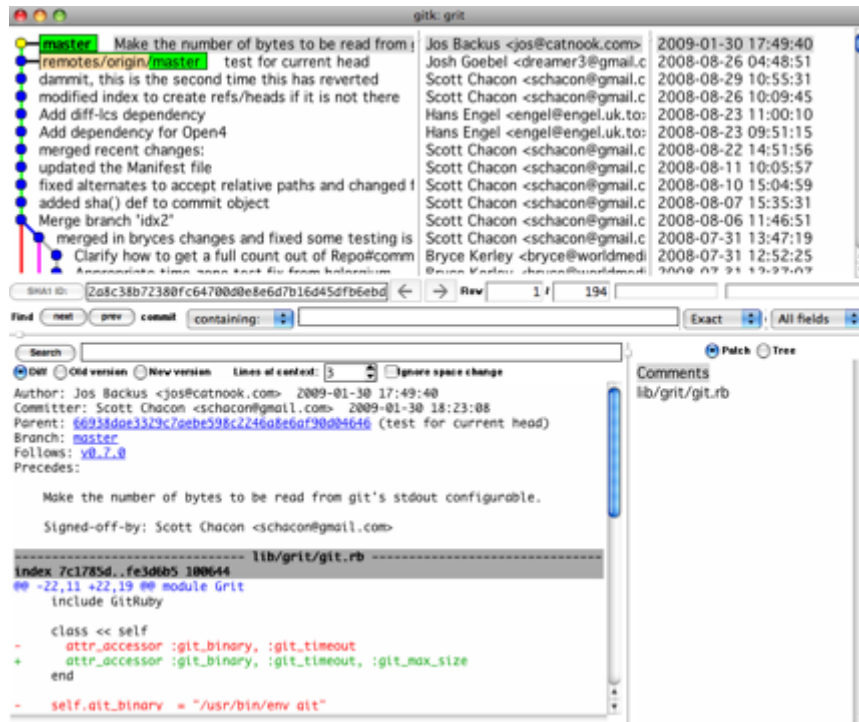 gitk: grit
master Make the number of bytes to be read from g Jos Backus <jos@catnook.com> 2009-01-30 17:49:40
remotes/origin/master test for current head Josh Goebel <dreamer3@gmail.c 2008-08-26 04:48:51
dammit, this is the second time this has reverted Scott Chacon <schacon@gmail.c 2008-08-29 10:55:31
modified index to create refs/heads if it is not there Scott Chacon <schacon@gmail.c 2008-08-26 10:09:45
Add diff-lcs dependency Hans Engel <engel@engel.uk.to> 2008-08-23 11:00:10
Add dependency for Open4 Hans Engel <engel@engel.uk.to> 2008-08-23 09:51:15
merged recent changes: Scott Chacon <schacon@gmail.c 2008-08-22 14:51:56
updated the Manifest file Scott Chacon <schacon@gmail.c 2008-08-11 10:05:57
fixed alternates to accept relative paths and changed f Scott Chacon <schacon@gmail.c 2008-08-10 15:04:59
added sha() def to commit object Scott Chacon <schacon@gmail.c 2008-08-07 15:35:31
Merge branch 'idx2' Scott Chacon <schacon@gmail.c 2008-08-06 11:46:51
merged in bryces changes and fixed some testing is Scott Chacon <schacon@gmail.c 2008-07-31 13:47:19
Clarify how to get a full count out of Repo#comm Bryce Kerley <bryce@worldmedi 2008-07-31 12:52:25
Appropriate time-zone test fix from Bryce Kerley <bruce@worldmedi 2008-07-31 12:27:07
SHA1 ID: 2a8c38b72380fc64700d0e8e6d7b16d45dfb6ebd ← → Row 1 / 194
Find next prev commit containing: Exact All fields
Search Patch Tree
Diff Old version New version Lines of context: 3 Ignore space change Comments
Author: Jos Backus <jos@catnook.com> 2009-01-30 17:49:40 lib/grit/git.rb
Committer: Scott Chacon <schacon@gmail.com> 2009-01-30 18:23:08
Parent: 66938dae3329c7aebe598c2246a8e6af90d04646 (test for current head)
Branch: master
Follows: v0.7.0
Precedes:
Make the number of bytes to be read from git's stdout configurable.
Signed-off-by: Scott Chacon <schacon@gmail.com>
------------------------------ lib/grit/git.rb ------------------------------
index 7c1785d..fe3d6b5 100644
@@ -22,11 +22,19 @@ module Grit
include GitRuby
class << self
- attr_accessor :git_binary, :git_timeout
+ attr_accessor :git_binary, :git_timeout, :git_max_size
end
- self.git_binary = "/usr/bin/env git"